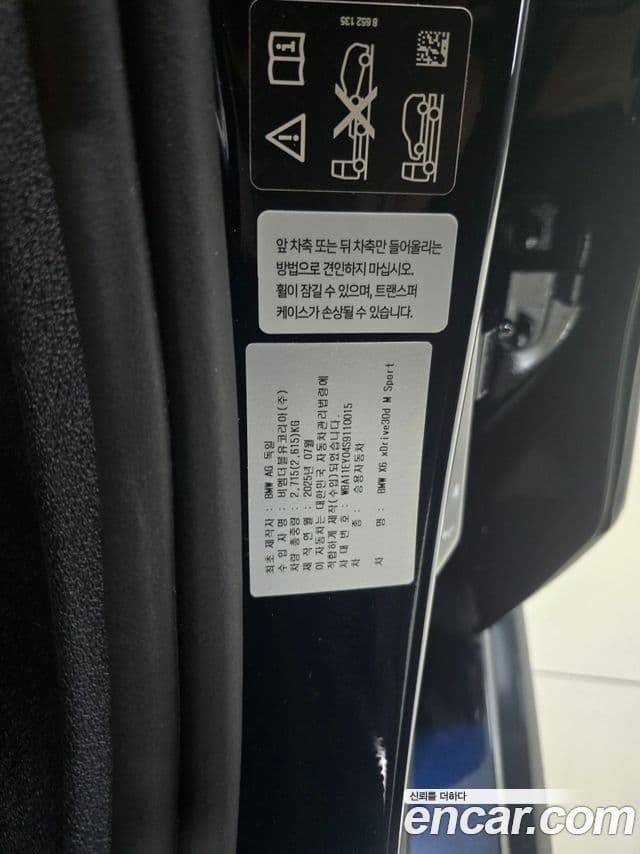 8 652 135
앞 차축 또는 뒤 차축만 들어올리는
방법으로 견인하지 마십시오.
휠이 잠길 수 있으며, 트랜스퍼
케이스가 손상될 수 있습니다.
최초 제작자 : BMW AG 독일
수 입 자 명 : 비엠더블유코리아(주)
차량 총중량 : 2,715(2,615)KG
제 작 연 월 : 2025년 07월
이 자동차는 대한민국 자동차관리법령에
적합하게 제작(수입)되었습니다.
차 대 번 호 : WBA11EY04S9110015
차 종 : 승용자동차
차 명 : BMW X6 xDrive30d M Sport
신뢰를 더하다
encar.com